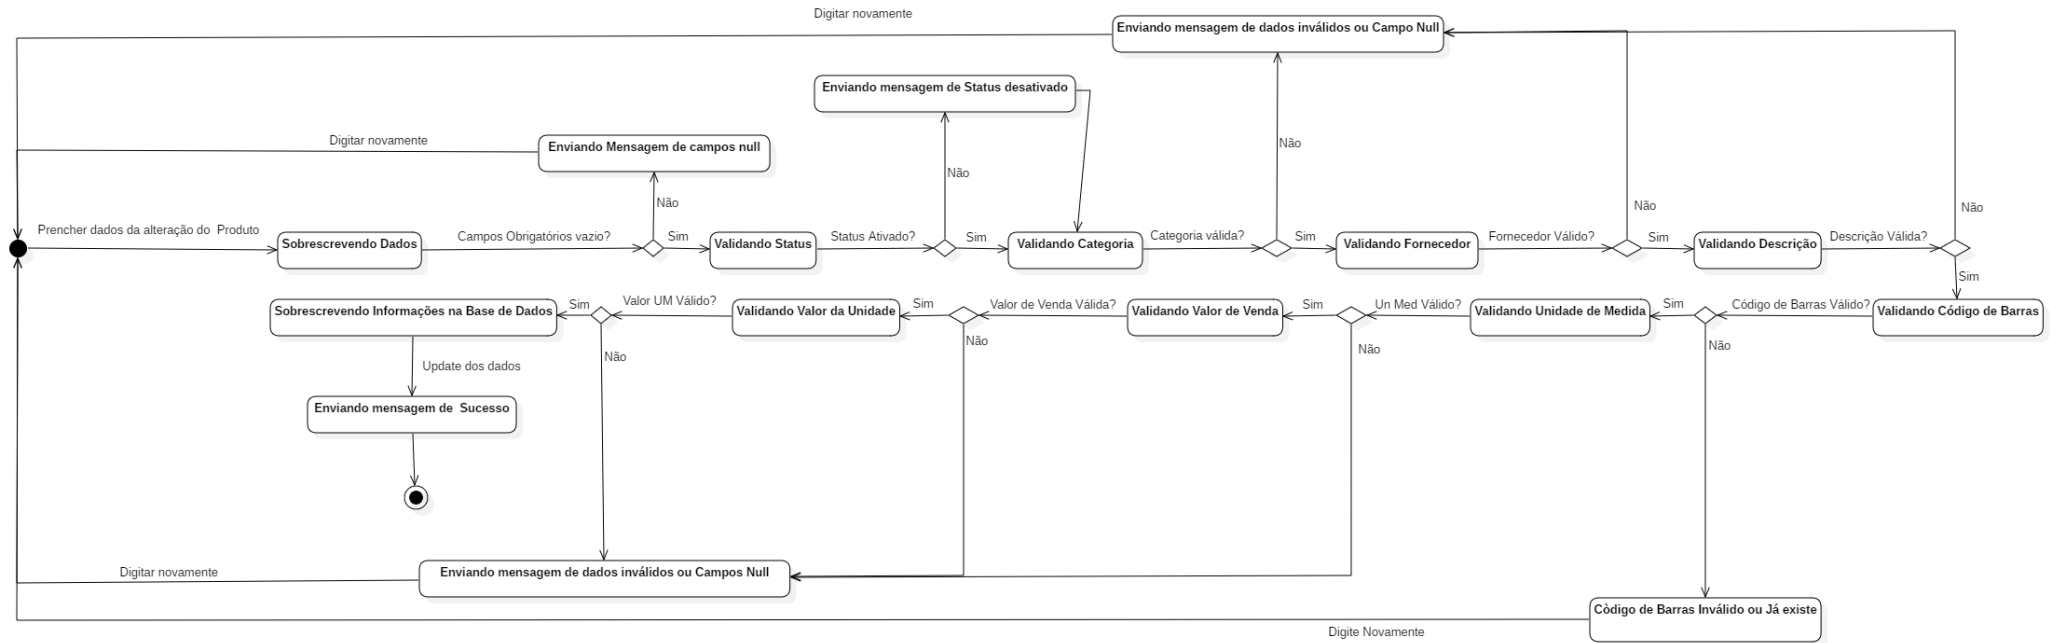 Digitar novamente
Enviando mensagem de dados inválidos ou Campo Null
Enviando mensagem de Status desativado
Digitar novamente
Enviando Mensagem de campos null
Não
Não
Não
Não
Não
Prencher dados da alteração do Produto
Sobrescrevendo Dados
Campos Obrigatórios vazio?
Sim
Validando Status
Status Ativado?
Sim
Validando Categoria
Categoria válida?
Sim
Validando Fornecedor
Fornecedor Válido?
Sim
Validando Descrição
Descrição Válida?
Sim
Sobrescrevendo Informações na Base de Dados
Sim
Valor UM Válido?
Validando Valor da Unidade
Sim
Valor de Venda Válida?
Validando Valor de Venda
Sim
Un Med Válido?
Validando Unidade de Medida
Sim
Código de Barras Válido?
Validando Código de Barras
Não
Não
Não
Não
Update dos dados
Enviando mensagem de Sucesso
Digitar novamente
Enviando mensagem de dados inválidos ou Campos Null
Còdigo de Barras Inválido ou Já existe
Digite Novamente